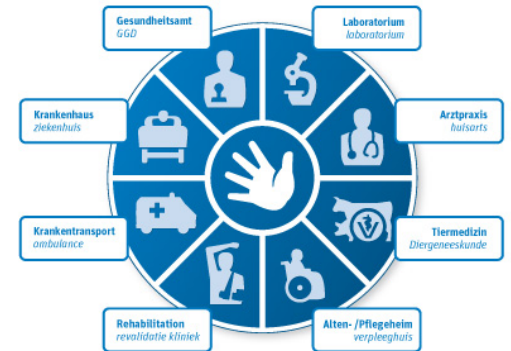 Gesundheitsamt
GGD
Laboratorium
laboratorium
Krankenhaus
ziekenhuis
Arztpraxis
huisarts
Krankentransport
ambulance
Tiermedizin
Diergeneeskunde
Rehabilitation
revalidatie kliniek
Alten- /Pflegeheim
verpleeghuis